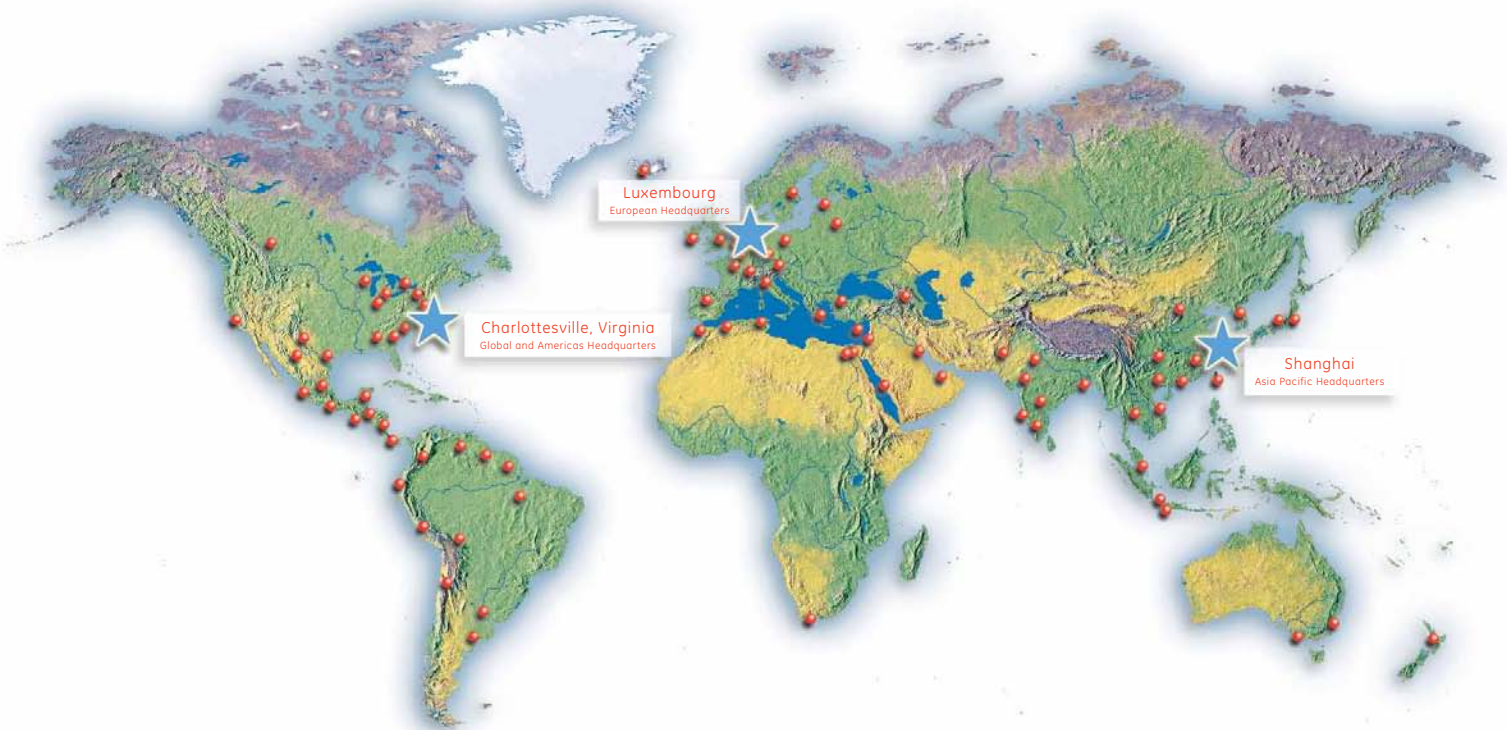 Luxembourg
European Headquarters
Charlottesville, Virginia
Global and Americas Headquarters
Shanghai
Asia Pacific Headquarters